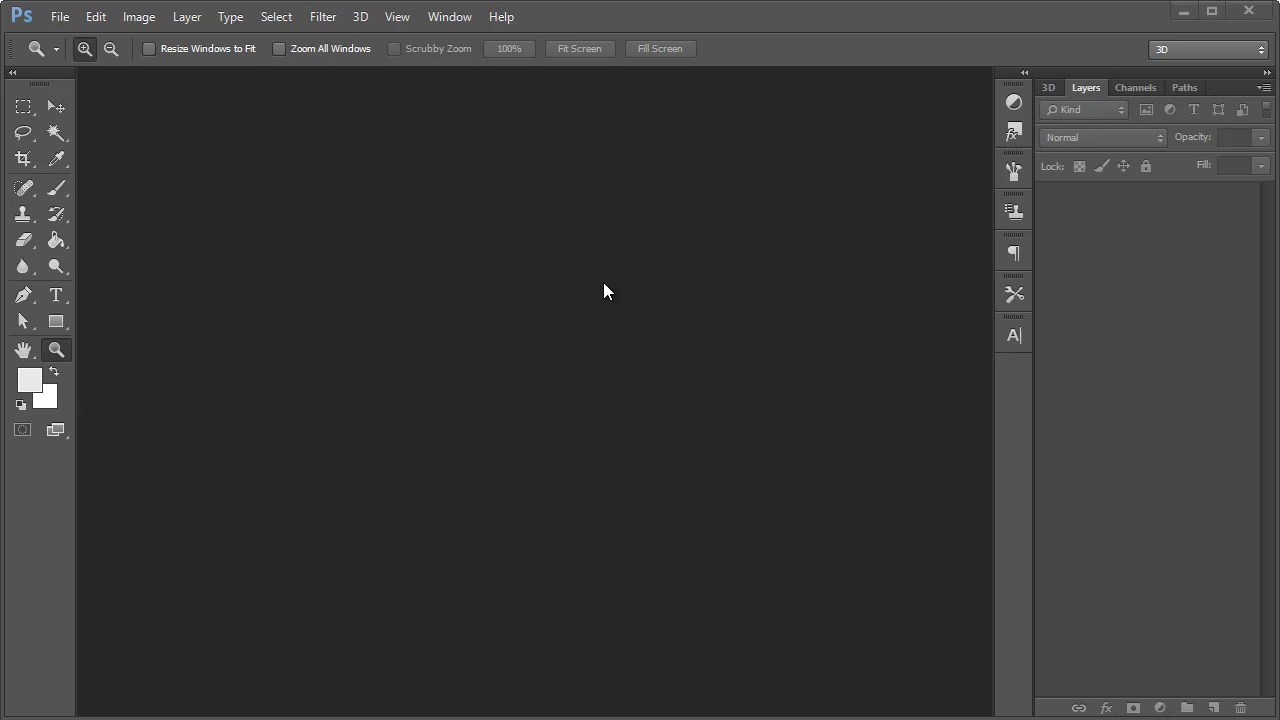 Ps File Edit Image Layer Type Select Filter 3D View Window Help
Resize Windows to Fit Zoom All Windows Scrubby Zoom 100% Fit Screen Fill Screen 3D
3D Layers Channels Paths
Kind
Normal Opacity:
Lock: Fill: